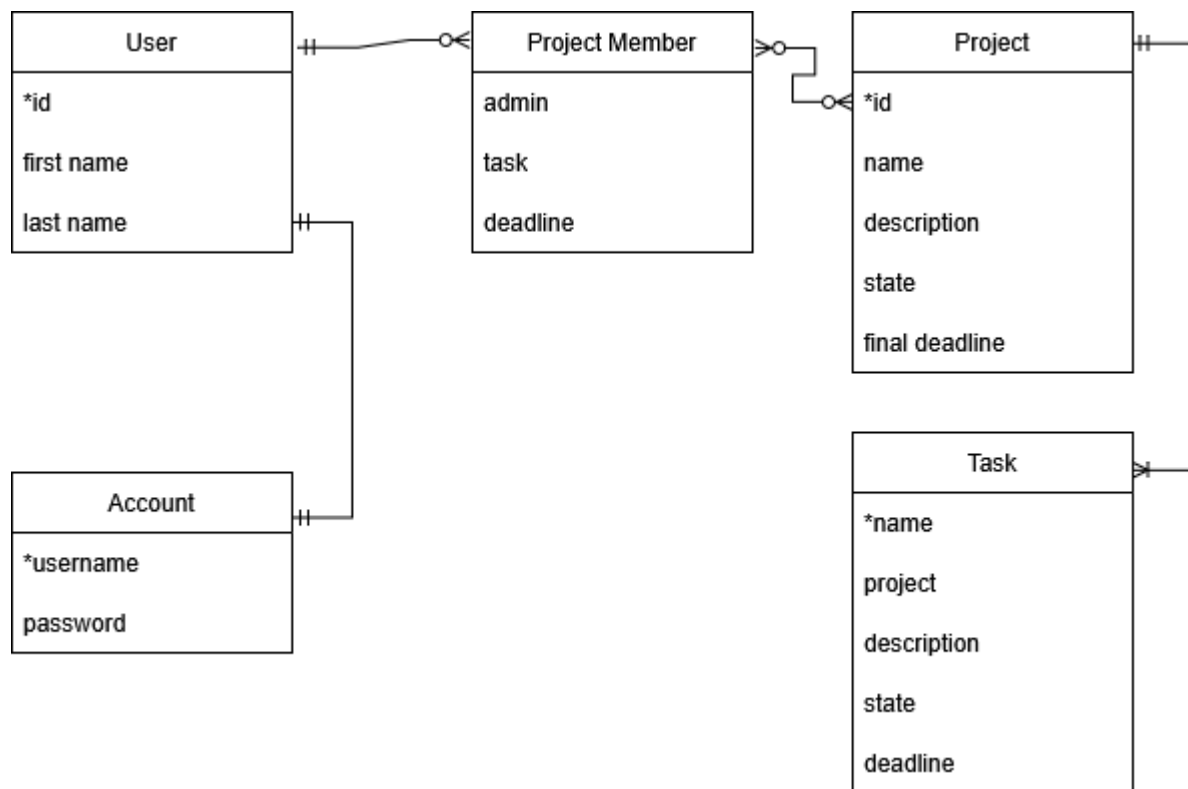 User
*id
first name
last name
Project Member
admin
task
deadline
Project
*id
name
description
state
final deadline
Account
*username
password
Task
*name
project
description
state
deadline